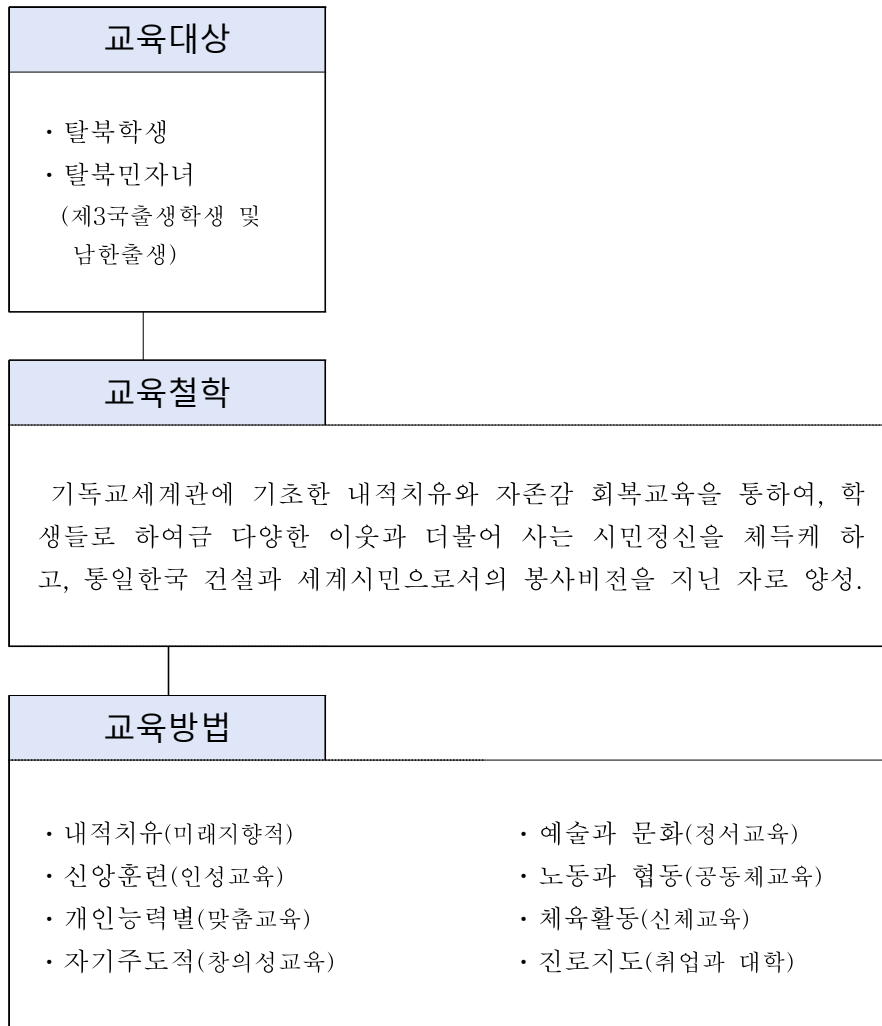 교육대상
· 탈북학생
· 탈북민자녀
(제3국출생학생 및
남한출생)
교육철학
기독교세계관에 기초한 내적치유와 자존감 회복교육을 통하여, 학
생들로 하여금 다양한 이웃과 더불어 사는 시민정신을 체득케 하
고, 통일한국 건설과 세계시민으로서의 봉사비전을 지닌 자로 양성.
교육방법
· 내적치유(미래지향적)
· 신앙훈련(인성교육)
· 개인능력별(맞춤교육)
· 자기주도적(창의성교육)
· 예술과 문화(정서교육)
· 노동과 협동(공동체교육)
· 체육활동(신체교육)
· 진로지도(취업과 대학)